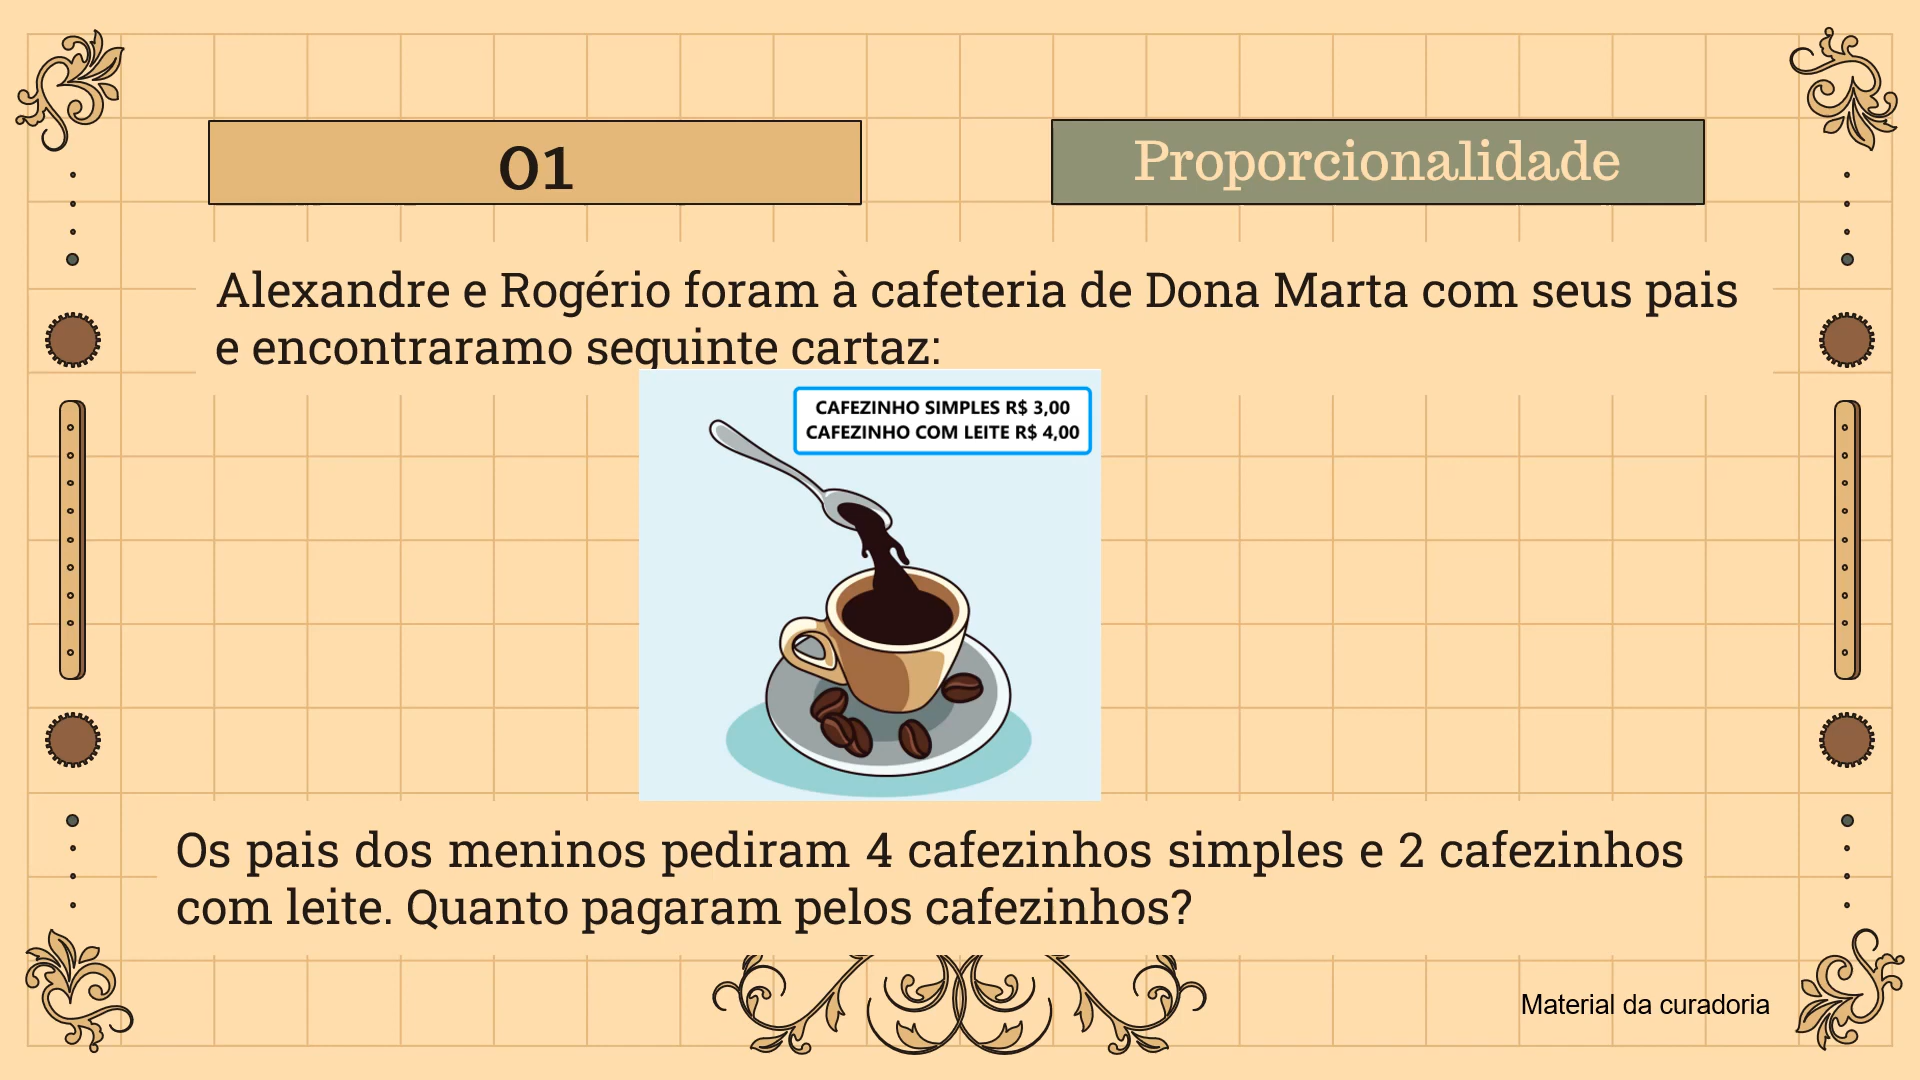 01
Proporcionalidade
Alexandre e Rogério foram à cafeteria de Dona Marta com seus pais
e encontraramo seguinte cartaz:
CAFEZINHO SIMPLES R$ 3,00
CAFEZINHO COM LEITE R$ 4,00
Os pais dos meninos pediram 4 cafezinhos simples e 2 cafezinhos
com leite. Quanto pagaram pelos cafezinhos?
Material da curadoria